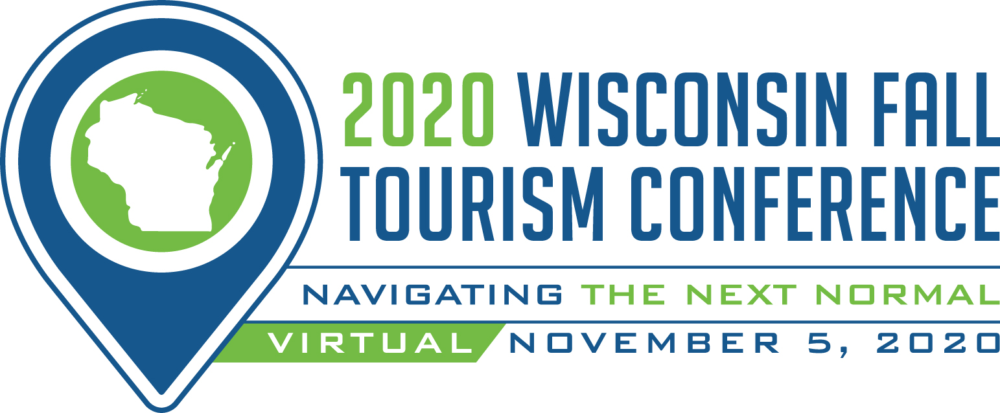 2020 WISCONSIN FALL
TOURISM CONFERENCE
NAVIGATING THE NEXT NORMAL
VIRTUAL NOVEMBER 5, 2020